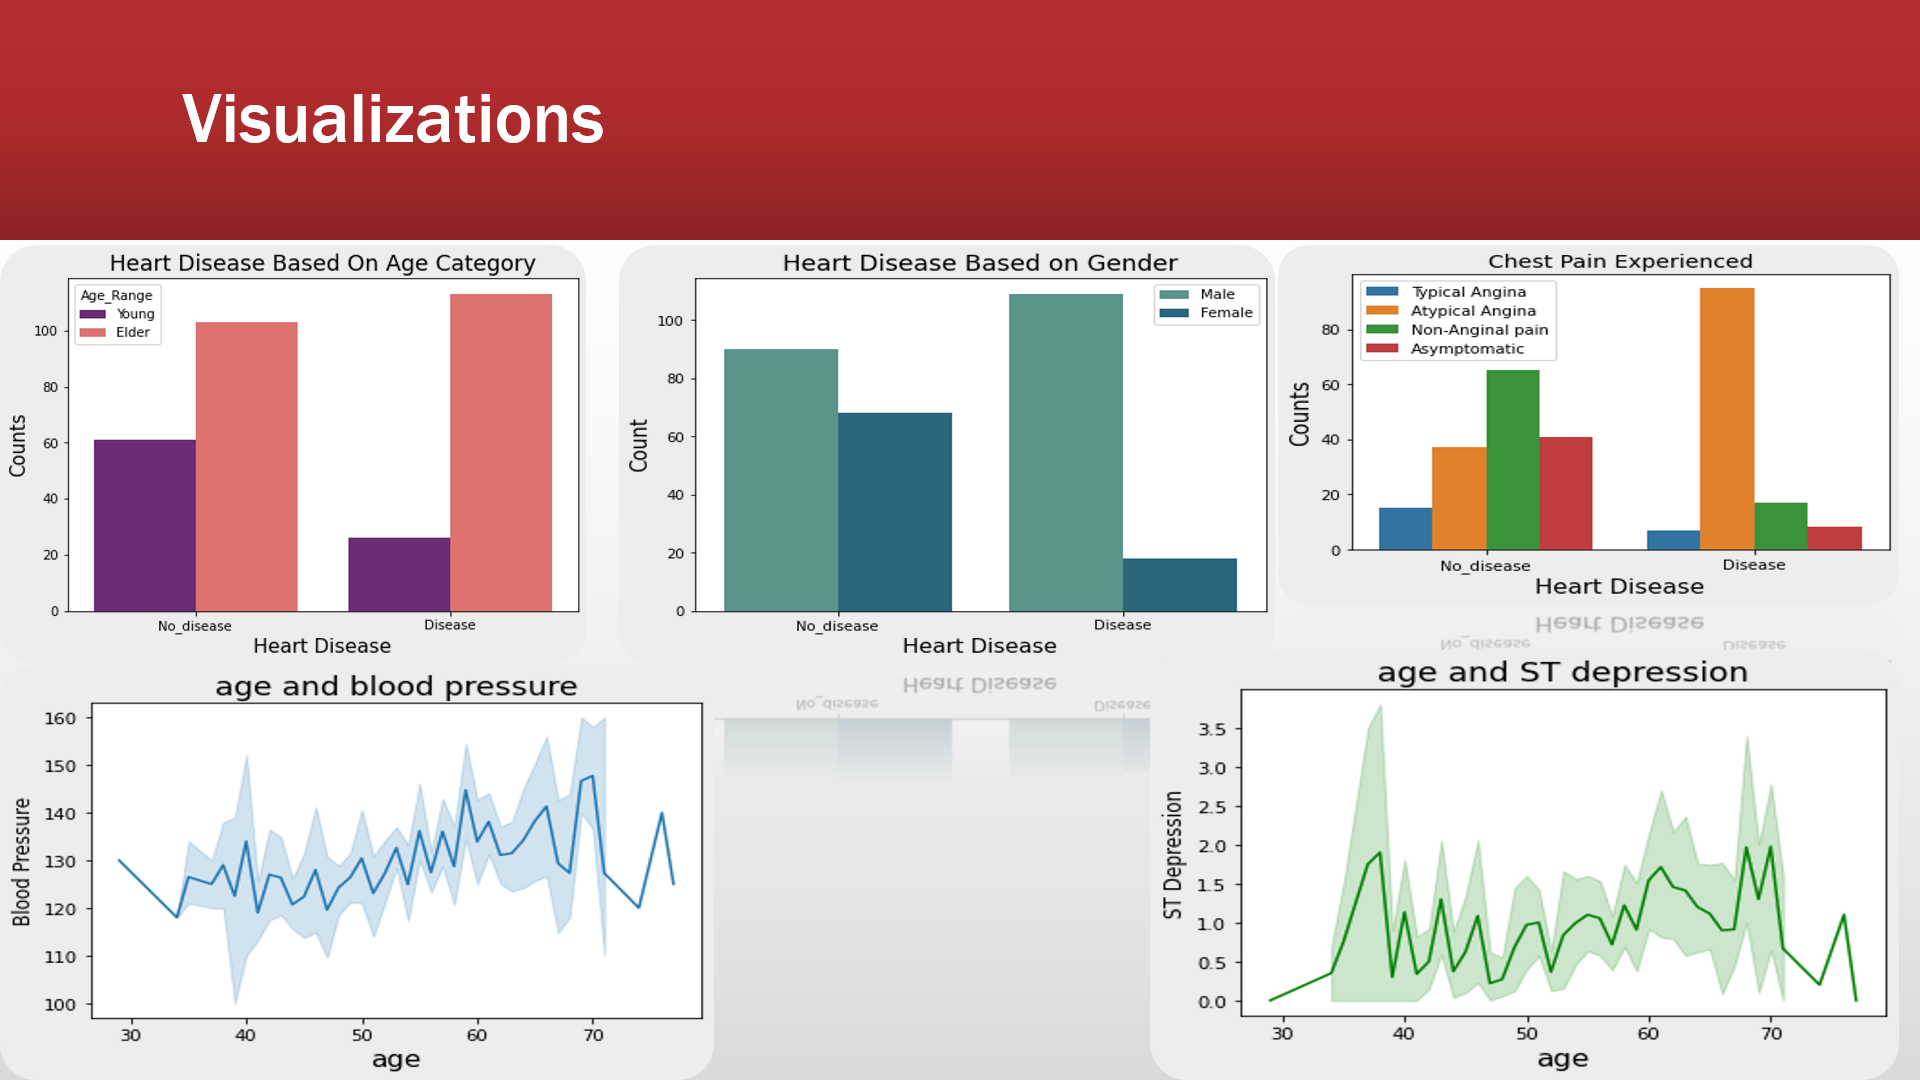 Visualizations
Heart Disease Based On Age Category
Age_Range
Young
Elder
100
80
60
40
20
0
Counts
No_disease
Disease
Heart Disease
Heart Disease Based on Gender
Male
Female
100
80
60
40
20
0
Count
No_disease
Disease
Heart Disease
Chest Pain Experienced
Typical Angina
Atypical Angina
Non-Anginal pain
Asymptomatic
80
60
40
20
0
Counts
No_disease
Disease
Heart Disease
age and blood pressure
160
150
140
130
120
110
100
Blood Pressure
30 40 50 60 70
age
age and ST depression
3.5
3.0
2.5
2.0
1.5
1.0
0.5
0.0
ST Depression
30 40 50 60 70
age